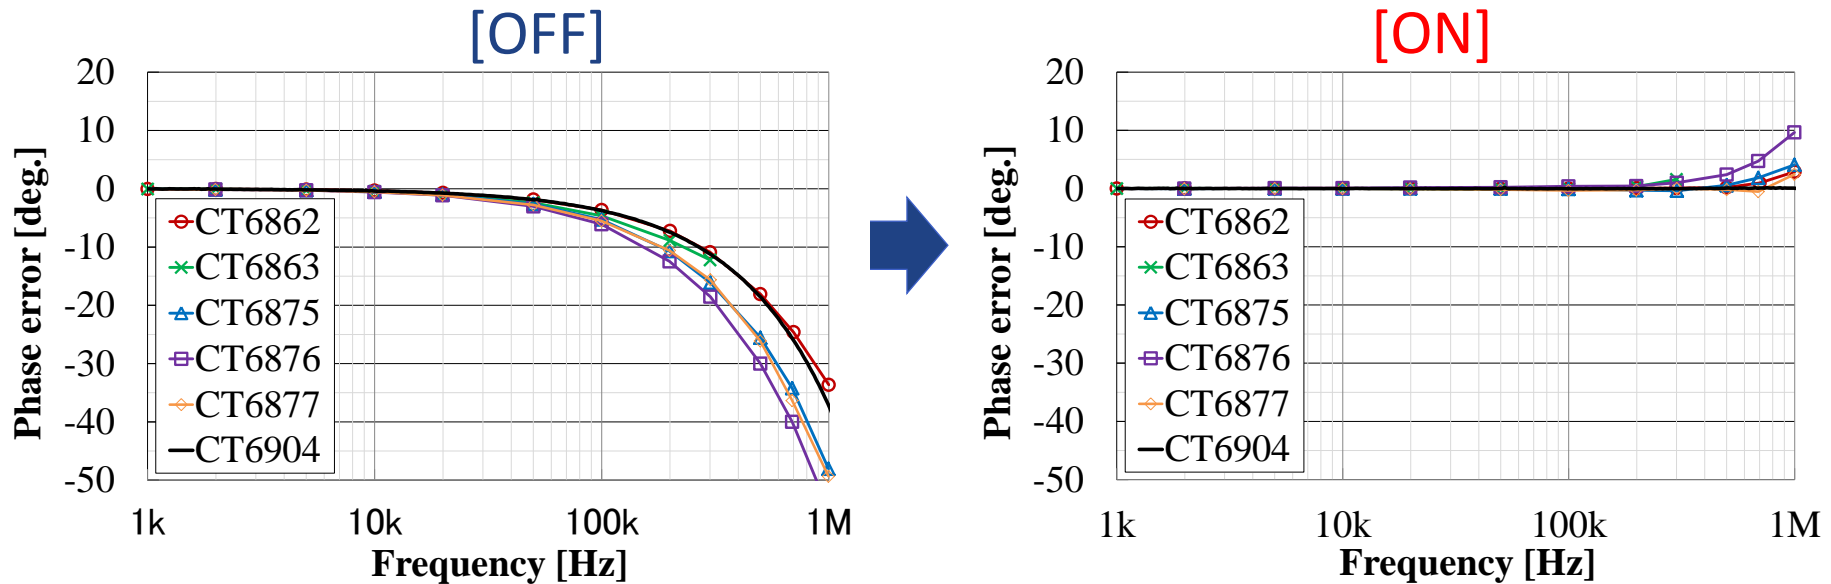 [OFF]
20
10
0
-10
-20
-30
-40
-50
Phase error [deg.]
CT6862
CT6863
CT6875
CT6876
CT6877
CT6904
1k 10k 100k 1M
Frequency [Hz]
[ON]
20
10
0
-10
-20
-30
-40
-50
Phase error [deg.]
CT6862
CT6863
CT6875
CT6876
CT6877
CT6904
1k 10k 100k 1M
Frequency [Hz]